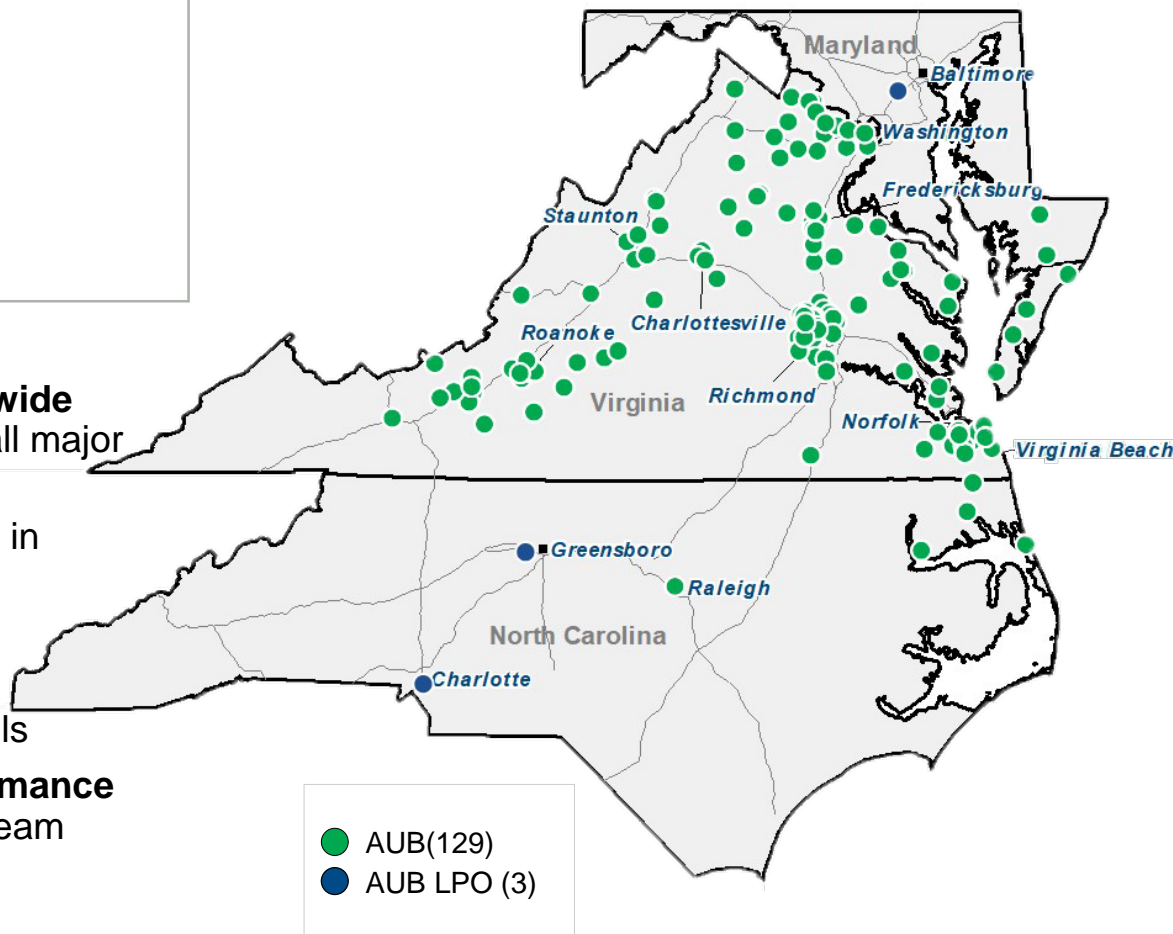 Maryland
Baltimore
Washington
Fredericksburg
Staunton
Charlottesville
Roanoke
wide
Virginia
Richmond
all major
Norfolk
Virginia Beach
in
Greensboro
Raleigh
North Carolina
Charlotte
ls
mance
eam
AUB(129)
AUB LPO (3)